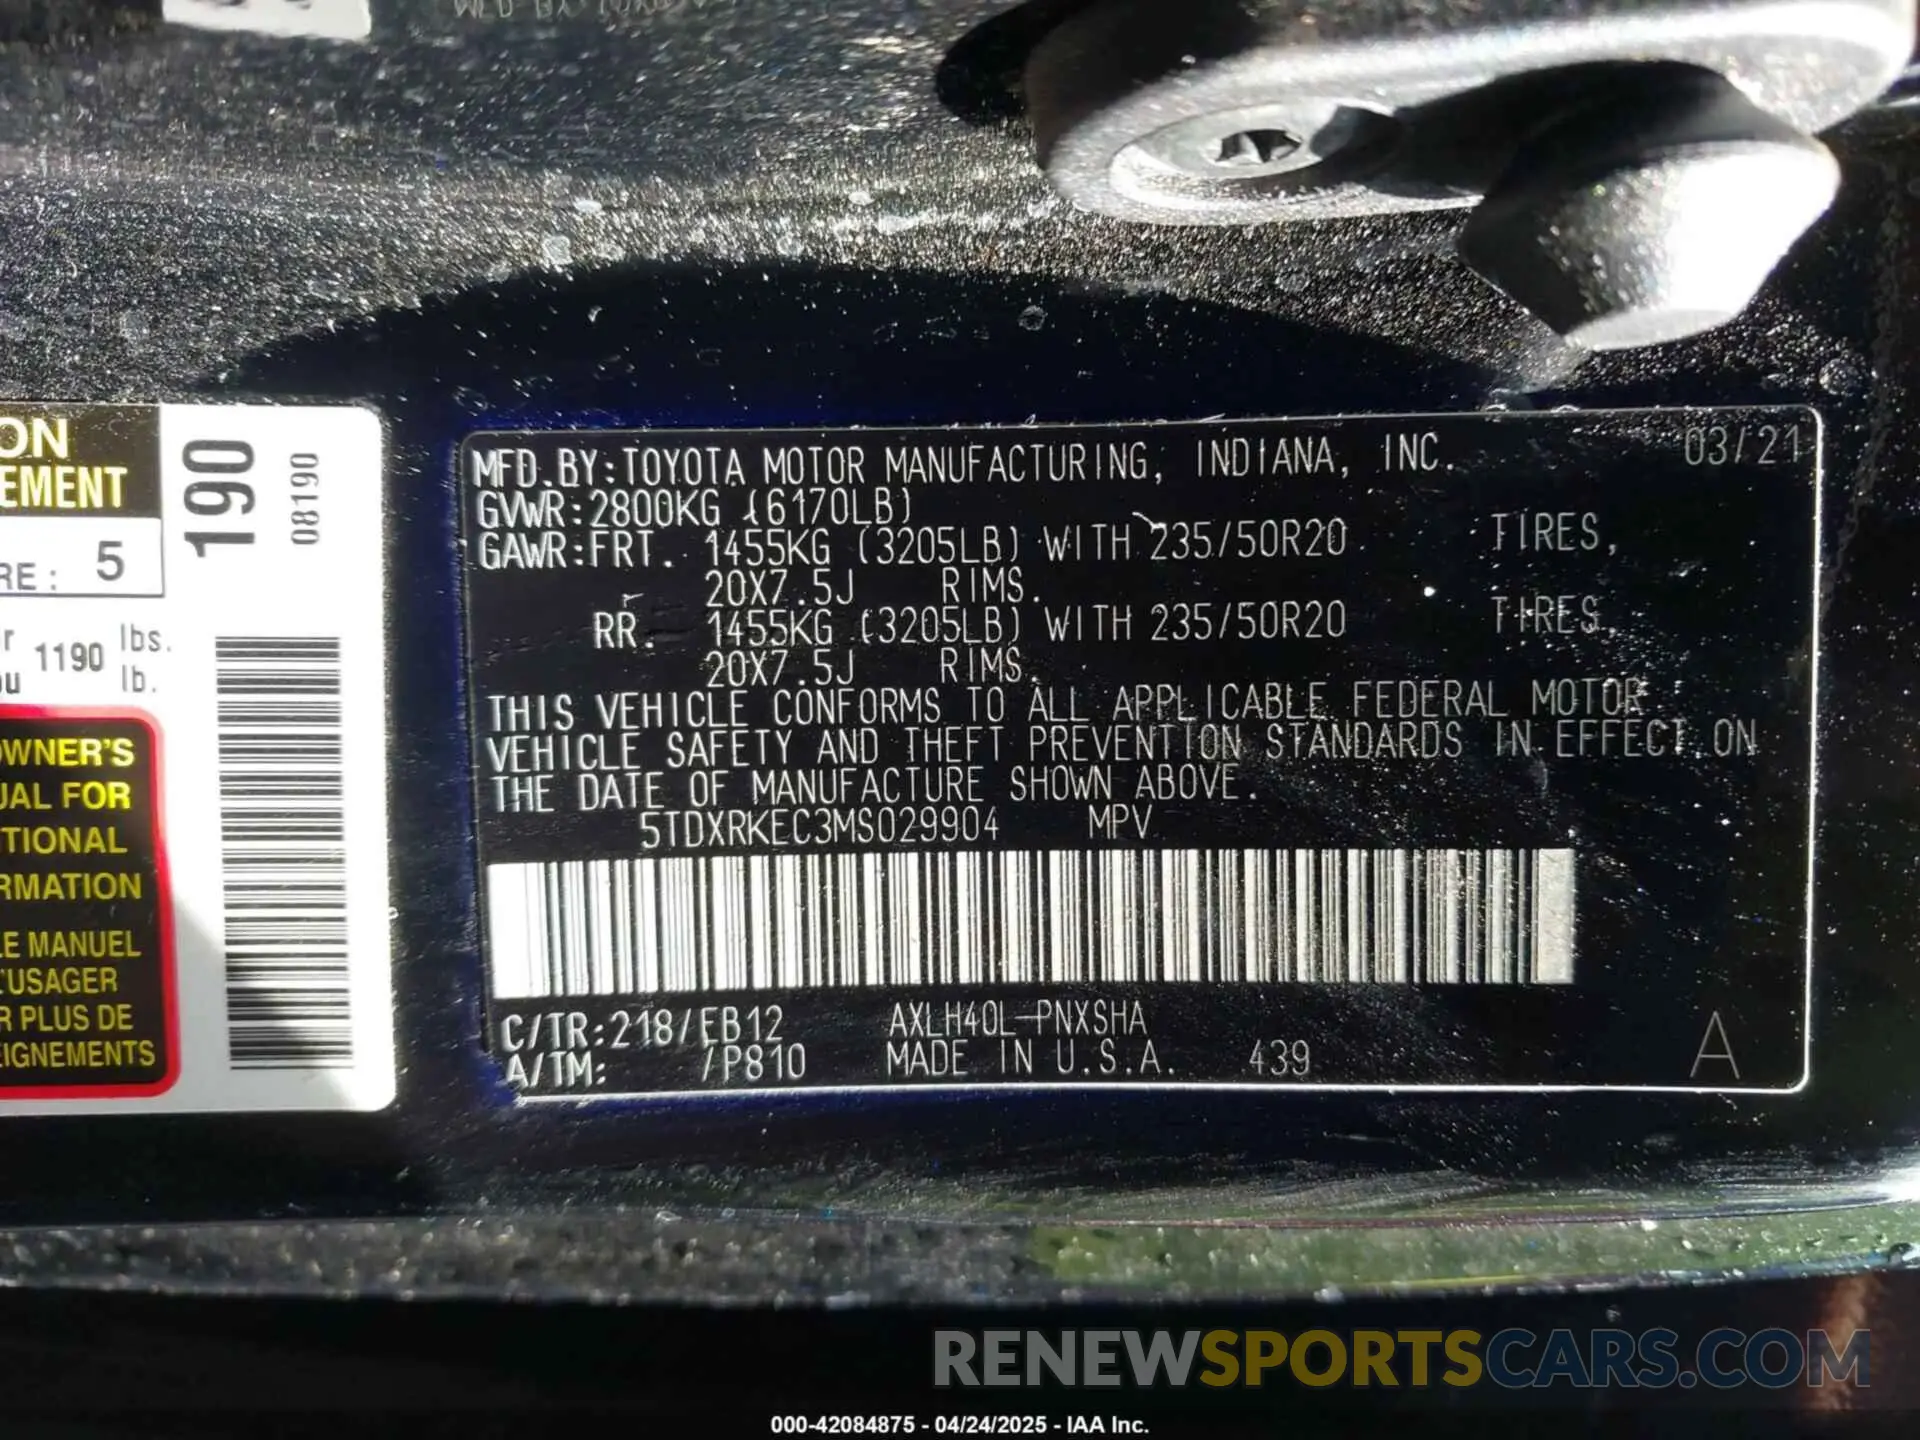 MFD. BY: TOYOTA MOTOR MANUFACTURING, INDIANA, INC. 03/21
GVWR: 2800KG (6170LB)
GAWR: FRT. 1455KG (3205LB) WITH 235/50R20 TIRES,
20X7.5J RIMS.
RR. 1455KG (3205LB) WITH 235/50R20 TIRES,
20X7.5J RIMS.
THIS VEHICLE CONFORMS TO ALL APPLICABLE FEDERAL MOTOR
VEHICLE SAFETY AND THEFT PREVENTION STANDARDS IN EFFECT ON
THE DATE OF MANUFACTURE SHOWN ABOVE.
5TDXRKEC3MS029904 MPV
C/TR: 218/EB12 AXLH40L-PNXSHA
A/TM: /P810 MADE IN U.S.A. 439 A
ON
EMENT
RE : 5
1190 lbs.
lb.
OWNER'S
UAL FOR
TIONAL
RMATION
LE MANUEL
L'USAGER
R PLUS DE
EIGNEMENTS
190
08190
RENEWSPORTSCARS.COM
000-42084875 - 04/24/2025 - IAA Inc.